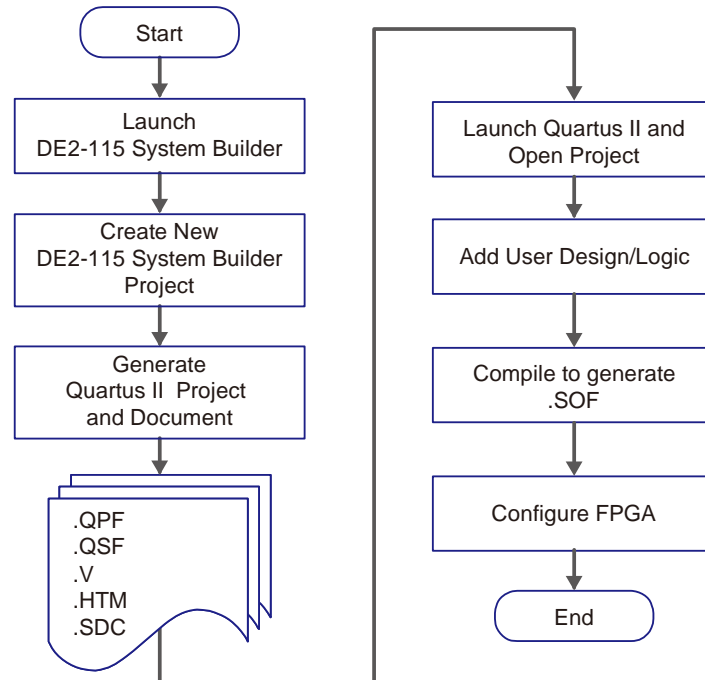 Start
Launch
DE2-115 System Builder
Create New
DE2-115 System Builder
Project
Generate
Quartus II Project
and Document
.QPF
.QSF
.V
.HTM
.SDC
Launch Quartus II and
Open Project
Add User Design/Logic
Compile to generate
.SOF
Configure FPGA
End